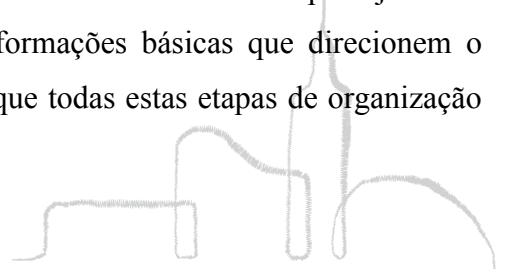 formações básicas que direcionem o
que todas estas etapas de organização